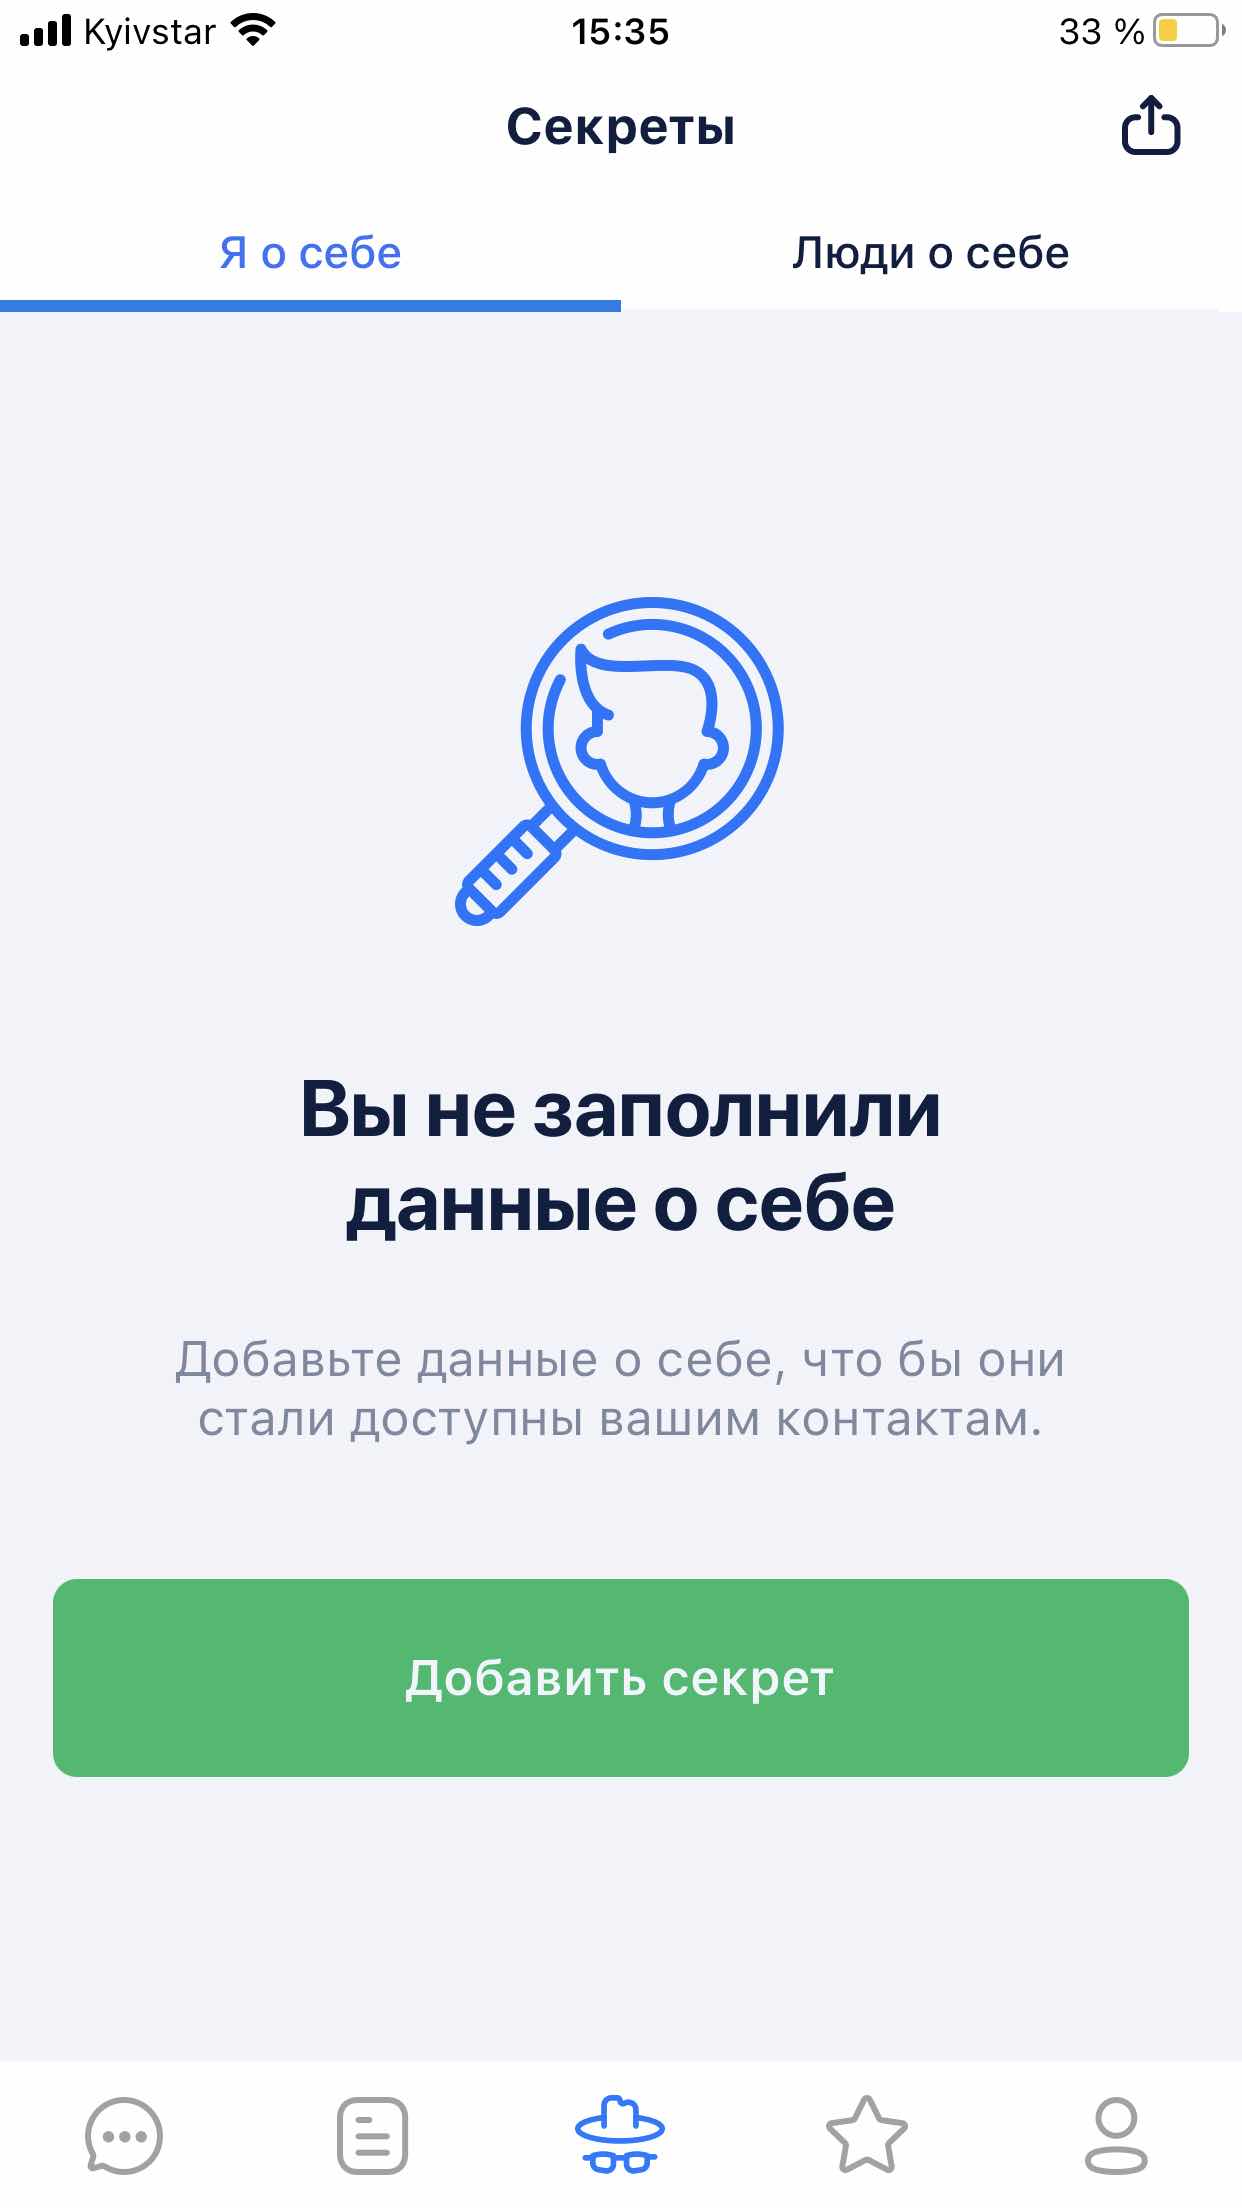 Kyivstar 15:35 33 %
Секреты
Я о себе Люди о себе
Вы не заполнили
данные о себе
Добавьте данные о себе, что бы они
стали доступны вашим контактам.
Добавить секрет